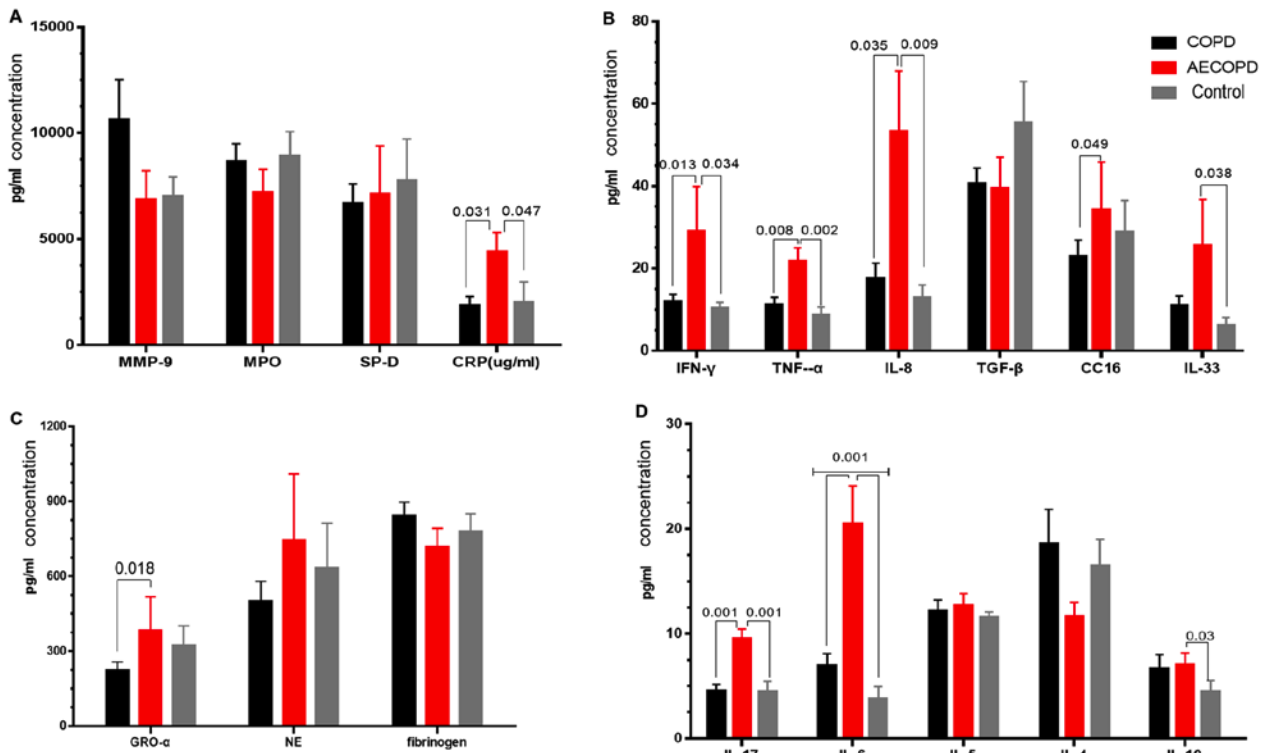 A
15000
10000
5000
0
pg/ml concentration
0.031 0.047
MMP-9 MPO SP-D CRP(ug/ml)
B
80
60
40
20
0
pg/ml concentration
0.013 0.034
0.008 0.002
0.035 0.009
0.049
0.038
COPD
AECOPD
Control
IFN-γ TNF--α IL-8 TGF-β CC16 IL-33
C
1200
900
600
300
0
pg/ml concentration
0.018
GRO-α NE fibrinogen
D
30
20
10
0
pg/ml concentration
0.001
0.001 0.001
0.03